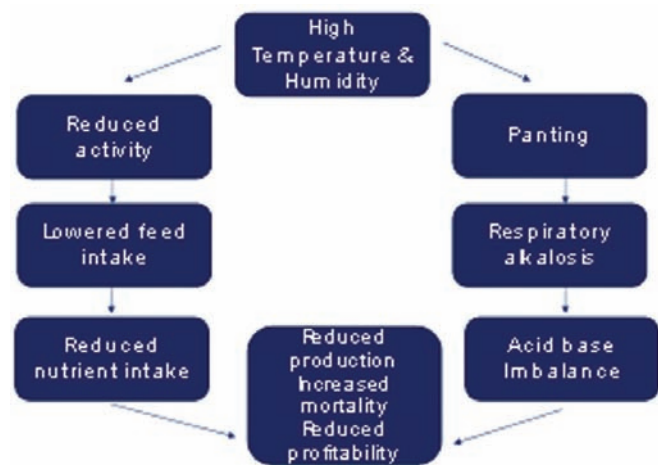 High
Temperature &
Humidity
Reduced
activity
Panting
Lowered feed
intake
Respiratory
alkalosis
Reduced
nutrient intake
Reduced
production
Increased
mortality
Reduced
profitability
Acid base
Imbalance